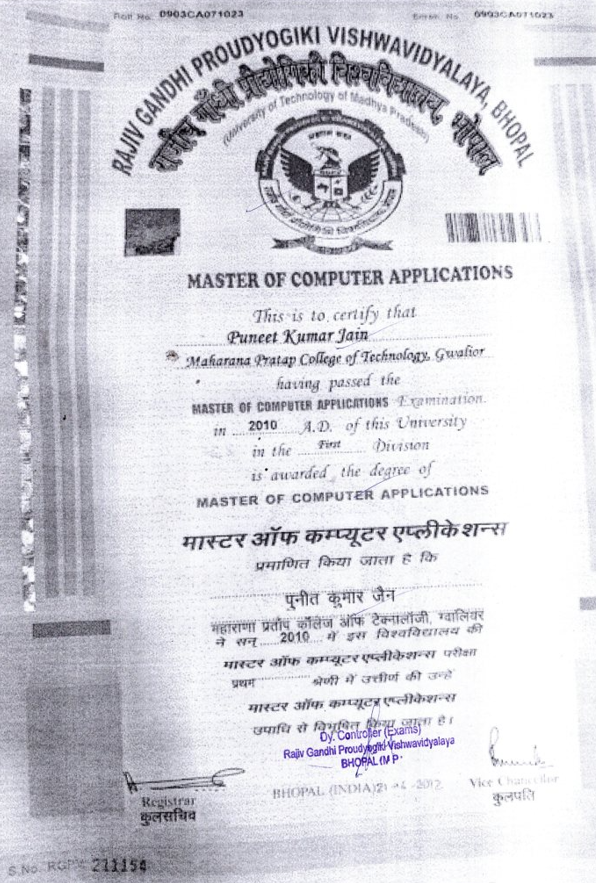 Roll No. 0903CA071023
Enrol. No. 0903CA071023
RAJIV GANDHI PROUDYOGIKI VISHWAVIDYALAYA, BHOPAL
राजीव गाँधी प्रौद्योगिकी विश्वविद्यालय, भोपाल
(University of Technology of Madhya Pradesh)
MASTER OF COMPUTER APPLICATIONS
This is to certify that
Puneet Kumar Jain
Maharana Pratap College of Technology, Gwalior
having passed the
MASTER OF COMPUTER APPLICATIONS Examination
in 2010 A.D. of this University
in the First Division
is awarded the degree of
MASTER OF COMPUTER APPLICATIONS
मास्टर ऑफ कम्प्यूटर एप्लीकेशन्स
प्रमाणित किया जाता है कि
पुनीत कुमार जैन
महाराणा प्रताप कॉलेज ऑफ टेक्नालॉजी, ग्वालियर
ने सन् 2010 में इस विश्वविद्यालय की
मास्टर ऑफ कम्प्यूटर एप्लीकेशन्स परीक्षा
प्रथम श्रेणी में उत्तीर्ण की उन्हें
मास्टर ऑफ कम्प्यूटर एप्लीकेशन्स
उपाधि से विभूषित किया जाता है।
Dy. Controller (Exams)
Rajiv Gandhi Proudyogiki Vishwavidyalaya
BHOPAL (M.P.
Registrar
कुलसचिव
BHOPAL (INDIA)
Vice Chancellor
कुलपति
S.No. 211154